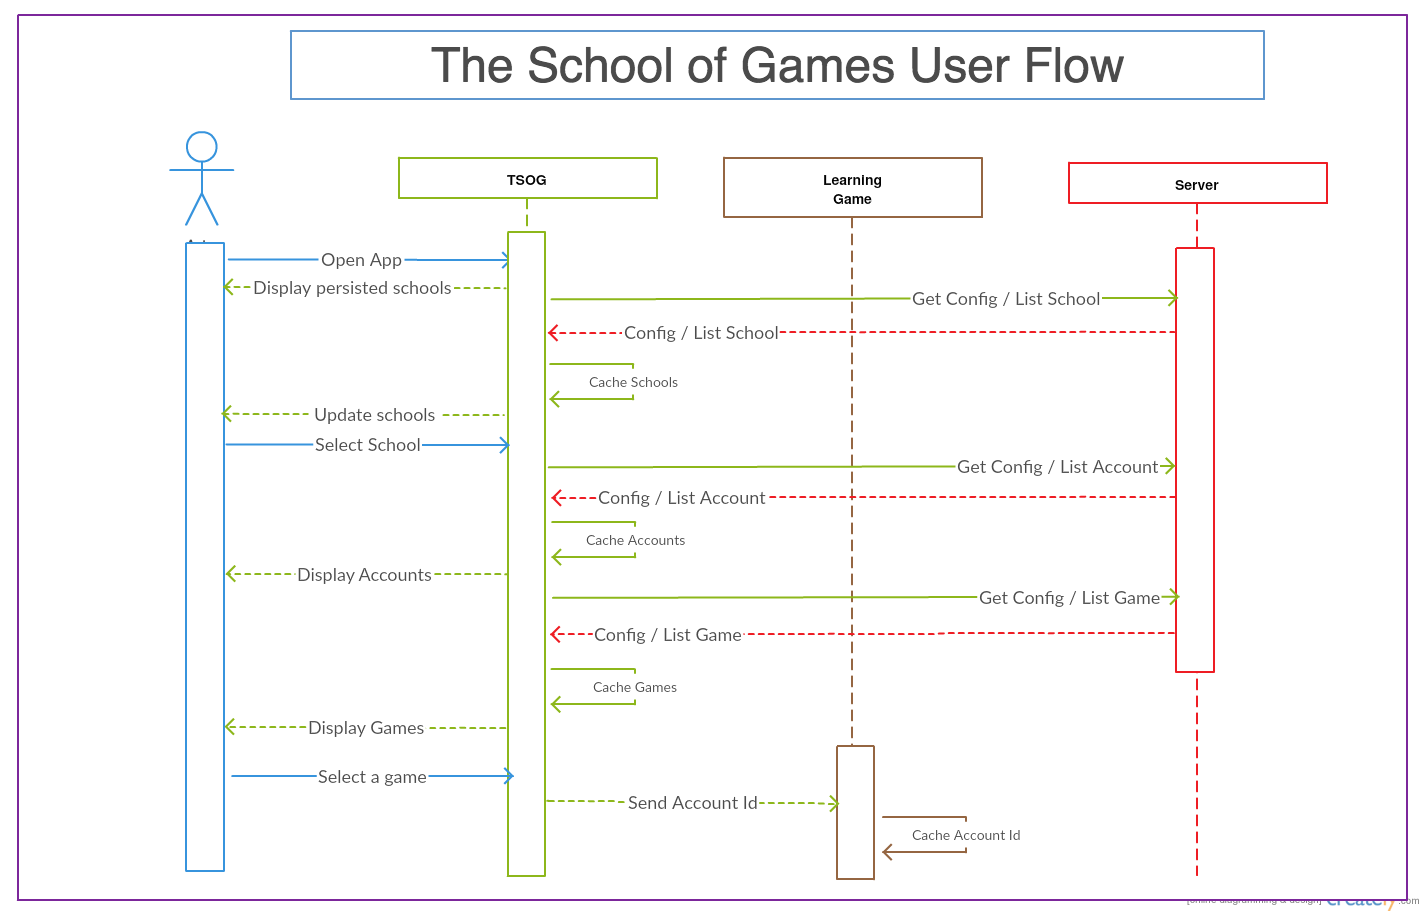 The School of Games User Flow
TSOG
Learning
Game
Server
Open App
Display persisted schools
Get Config / List School
Config / List School
Cache Schools
Update schools
Select School
Get Config / List Account
Config / List Account
Cache Accounts
Display Accounts
Get Config / List Game
Config / List Game
Cache Games
Display Games
Select a game
Send Account Id
Cache Account Id
[online diagramming & design] creately.com